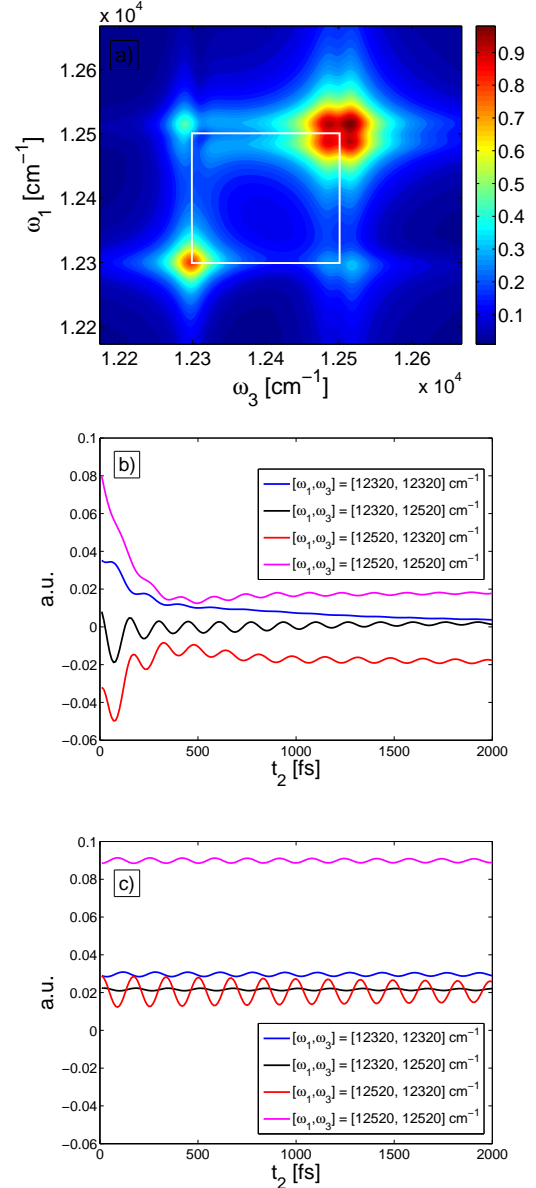 x 10⁴
a)
1.26
1.25
1.24
1.23
1.22
ω₁ [cm⁻¹]
1.22 1.23 1.24 1.25 1.26
ω₃ [cm⁻¹]
x 10⁴
0.9
0.8
0.7
0.6
0.5
0.4
0.3
0.2
0.1
b)
0.1
0.08
0.06
0.04
0.02
0
−0.02
−0.04
−0.06
a.u.
[ω₁,ω₃] = [12320, 12320] cm⁻¹
[ω₁,ω₃] = [12320, 12520] cm⁻¹
[ω₁,ω₃] = [12520, 12320] cm⁻¹
[ω₁,ω₃] = [12520, 12520] cm⁻¹
0 500 1000 1500 2000
t₂ [fs]
c)
0.1
0.08
0.06
0.04
0.02
0
−0.02
−0.04
−0.06
a.u.
[ω₁,ω₃] = [12320, 12320] cm⁻¹
[ω₁,ω₃] = [12320, 12520] cm⁻¹
[ω₁,ω₃] = [12520, 12320] cm⁻¹
[ω₁,ω₃] = [12520, 12520] cm⁻¹
0 500 1000 1500 2000
t₂ [fs]